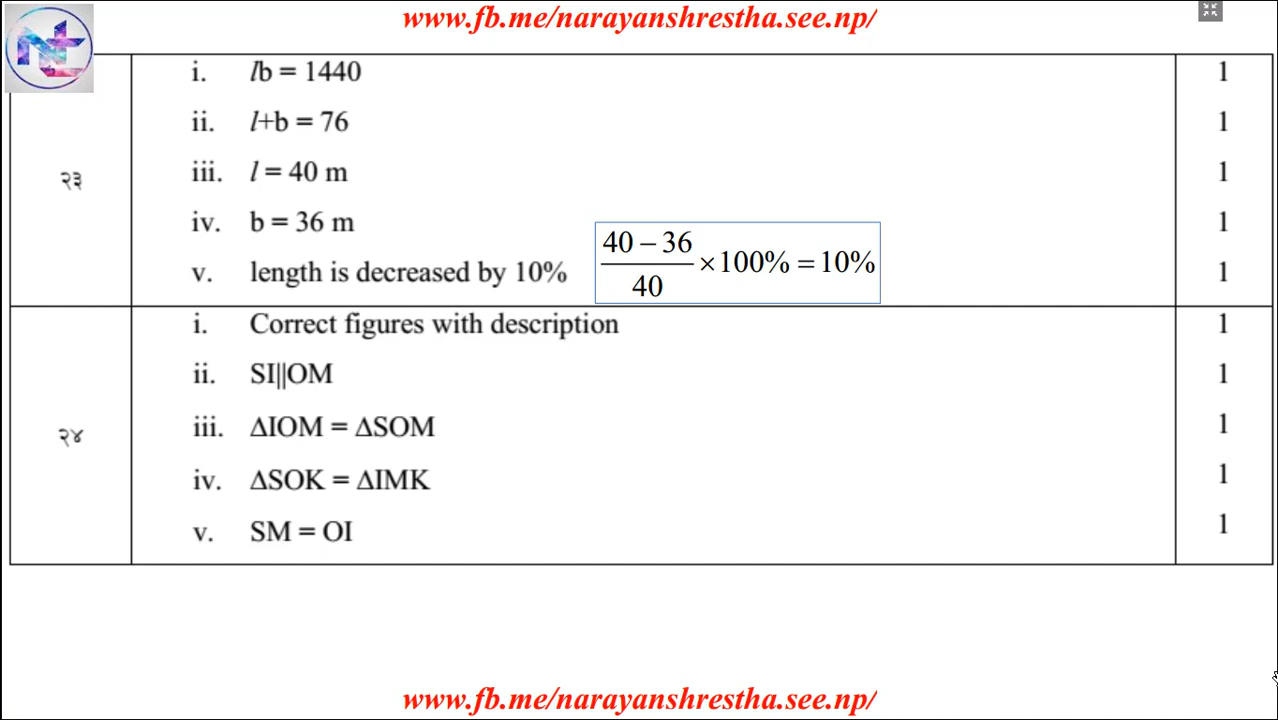 www.fb.me/narayanshrestha.see.np/
२३
i. lb = 1440 1
ii. l+b = 76 1
iii. l = 40 m 1
iv. b = 36 m 1
v. length is decreased by 10% (40 – 36)/40 × 100% = 10% 1
२४
i. Correct figures with description 1
ii. SI||OM 1
iii. ΔIOM = ΔSOM 1
iv. ΔSOK = ΔIMK 1
v. SM = OI 1
www.fb.me/narayanshrestha.see.np/